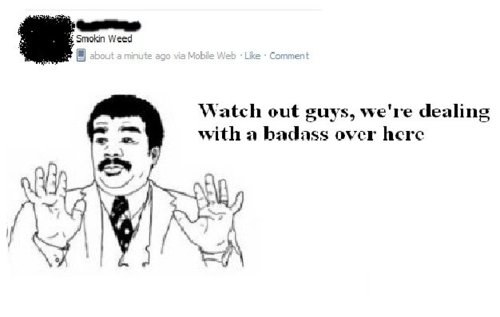 Smokin Weed
about a minute ago via Mobile Web · Like · Comment
Watch out guys, we're dealing
with a badass over here